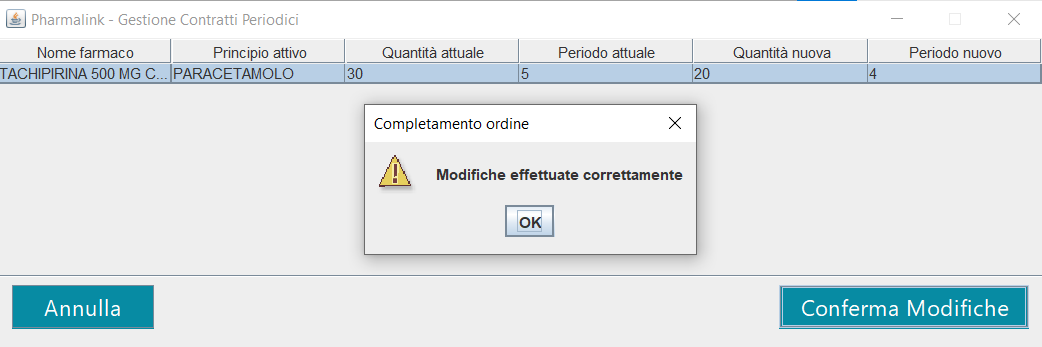 Pharmalink - Gestione Contratti Periodici
Nome farmaco Principio attivo Quantità attuale Periodo attuale Quantità nuova Periodo nuovo
TACHIPIRINA 500 MG C... PARACETAMOLO 30 5 20 4
Completamento ordine
Modifiche effettuate correttamente
OK
Annulla Conferma Modifiche